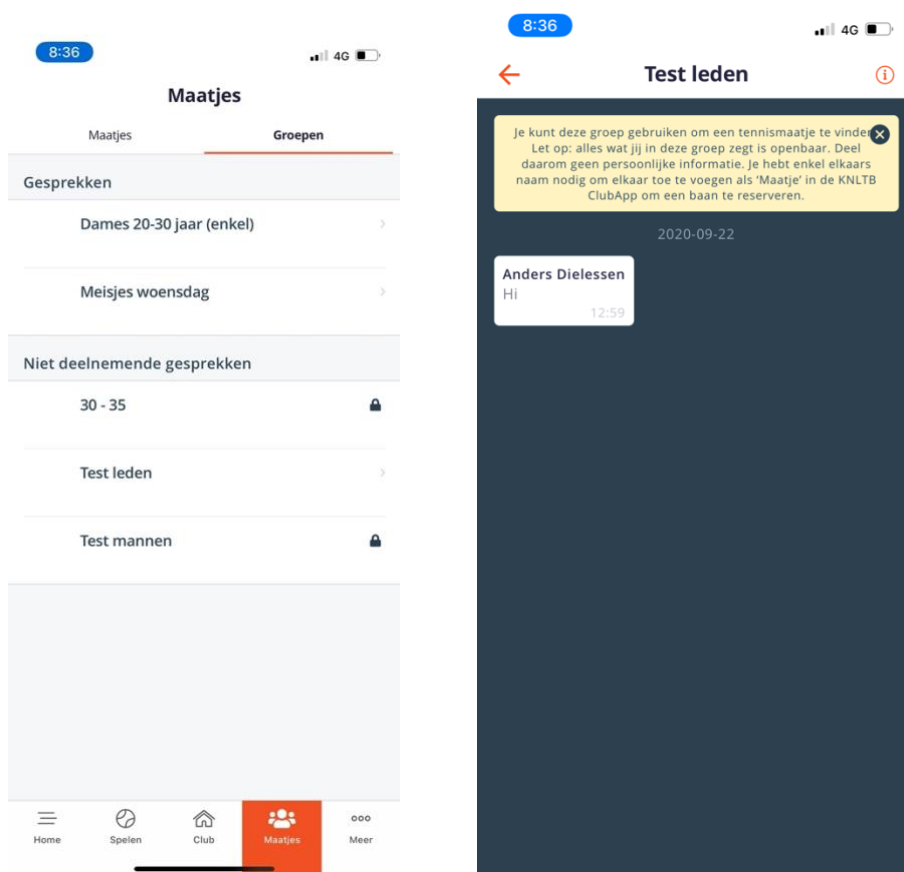 8:36
4G
Maatjes
Maatjes
Groepen
Gesprekken
Dames 20-30 jaar (enkel)
Meisjes woensdag
Niet deelnemende gesprekken
30 - 35
Test leden
Test mannen
Home
Spelen
Club
Maatjes
Meer
8:36
4G
Test leden
Je kunt deze groep gebruiken om een tennismaatje te vinden
Let op: alles wat jij in deze groep zegt is openbaar. Deel
daarom geen persoonlijke informatie. Je hebt enkel elkaars
naam nodig om elkaar toe te voegen als 'Maatje' in de KNLTB
ClubApp om een baan te reserveren.
2020-09-22
Anders Dielessen
Hi
12:59